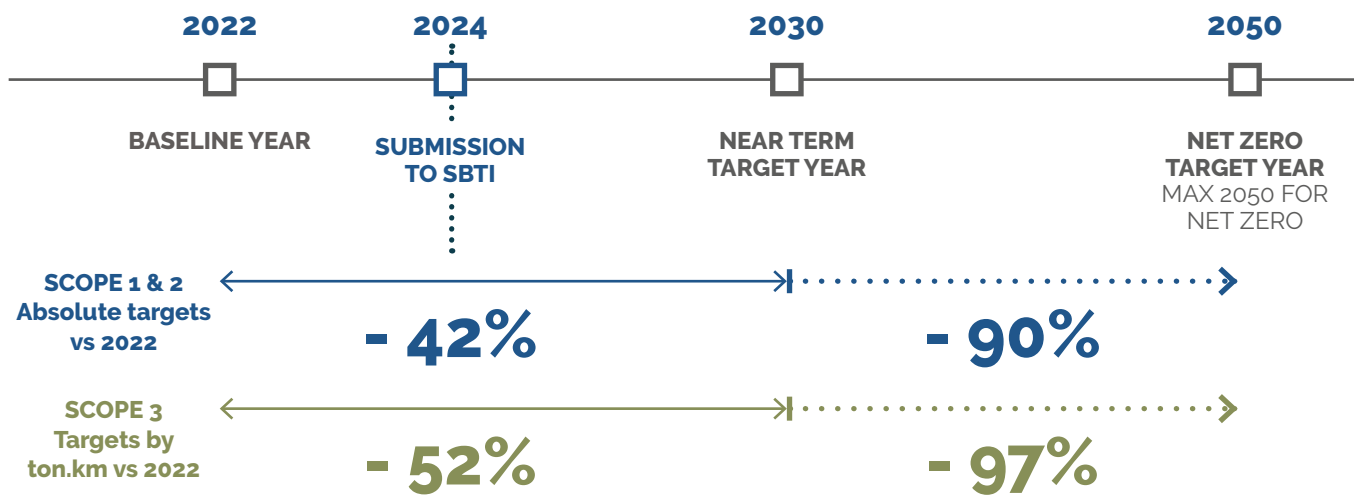 2022
2024
2030
2050
BASELINE YEAR
SUBMISSION
TO SBTI
NEAR TERM
TARGET YEAR
NET ZERO
TARGET YEAR
MAX 2050 FOR
NET ZERO
SCOPE 1 & 2
Absolute targets
vs 2022
- 42%
- 90%
SCOPE 3
Targets by
ton.km vs 2022
- 52%
- 97%